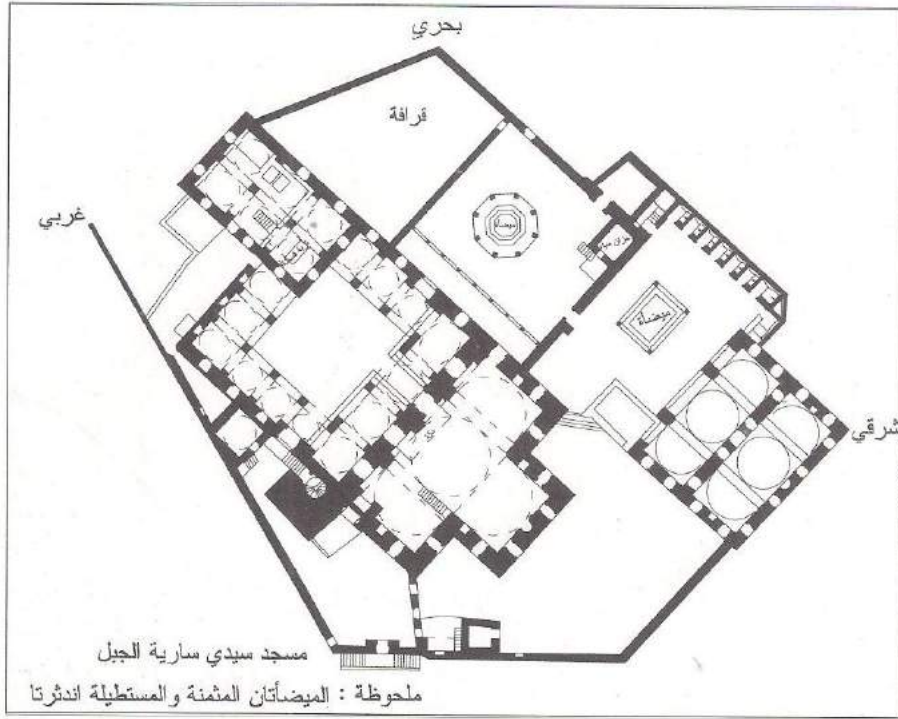 بحري
قرافة
غربي
ميضأة
ميضأة
شرقي
مسجد سيدي سارية الجبل
ملحوظة : الميضأتان المثمنة والمستطيلة اندثرتا